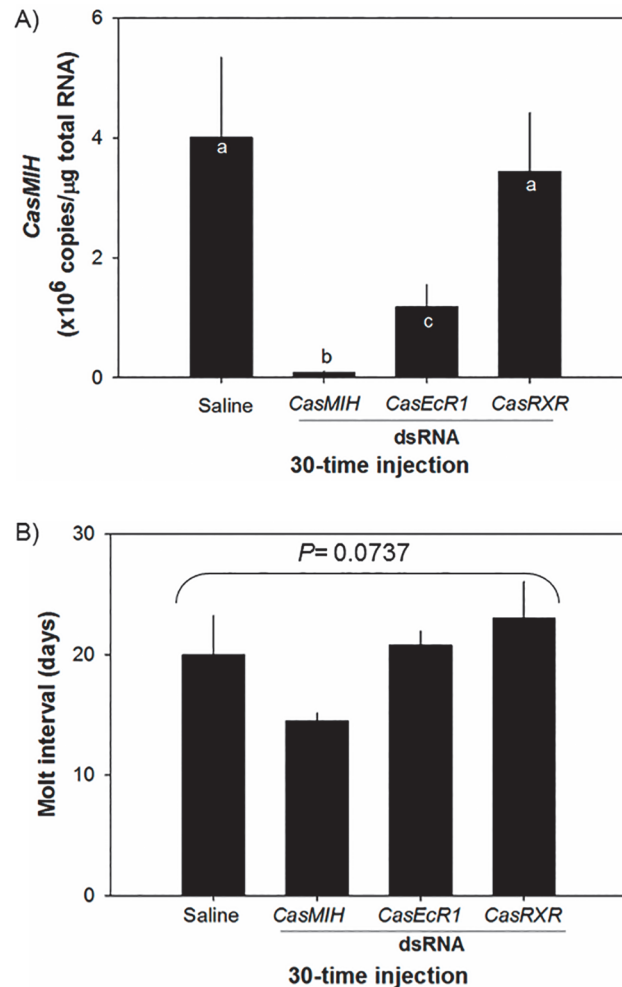 A)
CasMIH
(x10⁶ copies/μg total RNA)
6
4
2
0
a
b
c
a
Saline
CasMIH
CasEcR1
CasRXR
dsRNA
30-time injection
B)
Molt interval (days)
30
20
10
0
P= 0.0737
Saline
CasMIH
CasEcR1
CasRXR
dsRNA
30-time injection